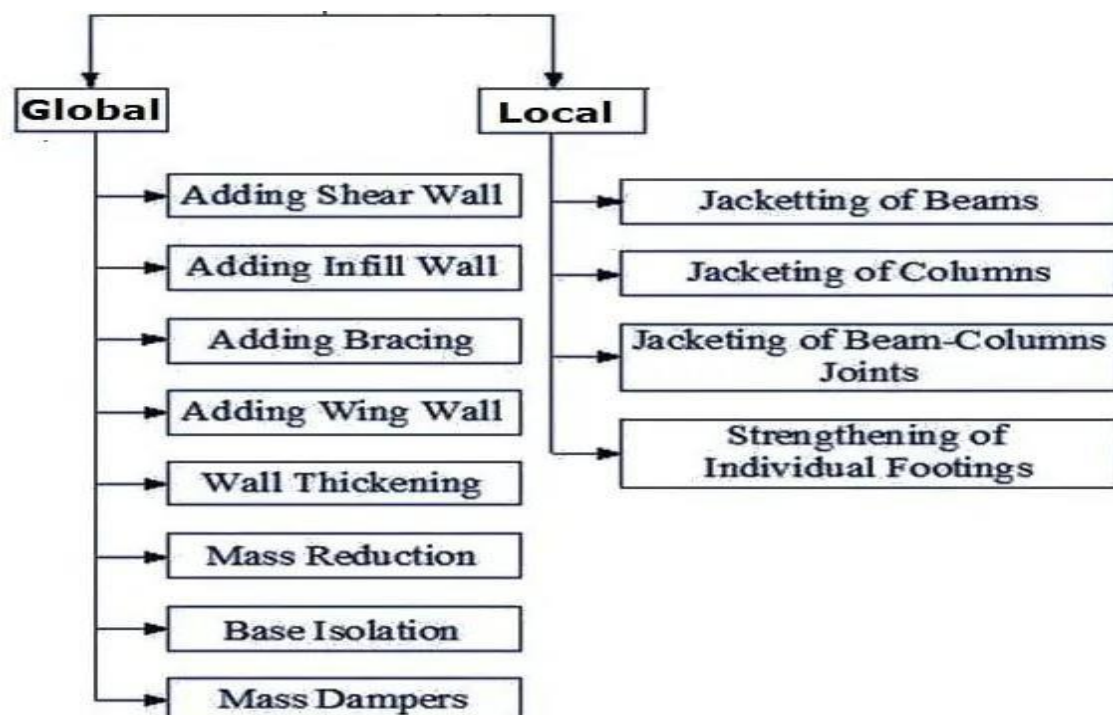 Global
Adding Shear Wall
Adding Infill Wall
Adding Bracing
Adding Wing Wall
Wall Thickening
Mass Reduction
Base Isolation
Mass Dampers
Local
Jacketting of Beams
Jacketing of Columns
Jacketing of Beam-Columns
Joints
Strengthening of
Individual Footings